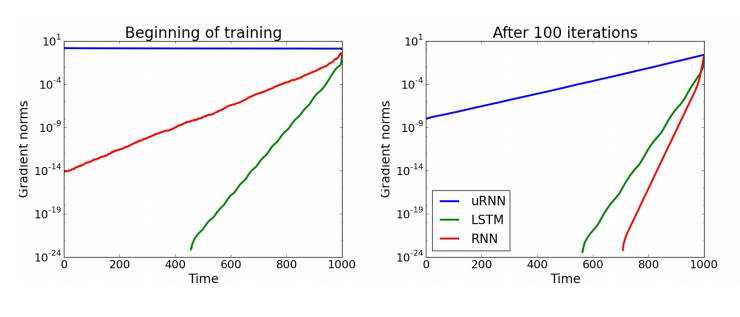 Beginning of training
10^1
10^-4
10^-9
10^-14
10^-19
10^-24
Gradient norms
0 200 400 600 800 1000
Time
After 100 iterations
10^1
10^-4
10^-9
10^-14
10^-19
10^-24
Gradient norms
uRNN
LSTM
RNN
0 200 400 600 800 1000
Time